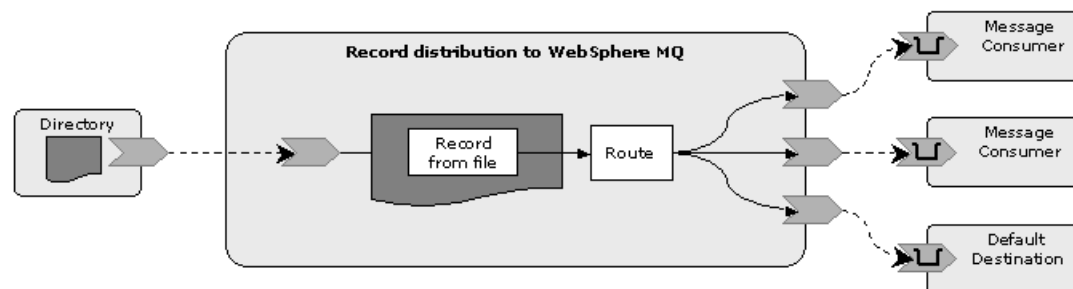 Record distribution to WebSphere MQ
Directory
Record
from file
Route
Message
Consumer
Message
Consumer
Default
Destination